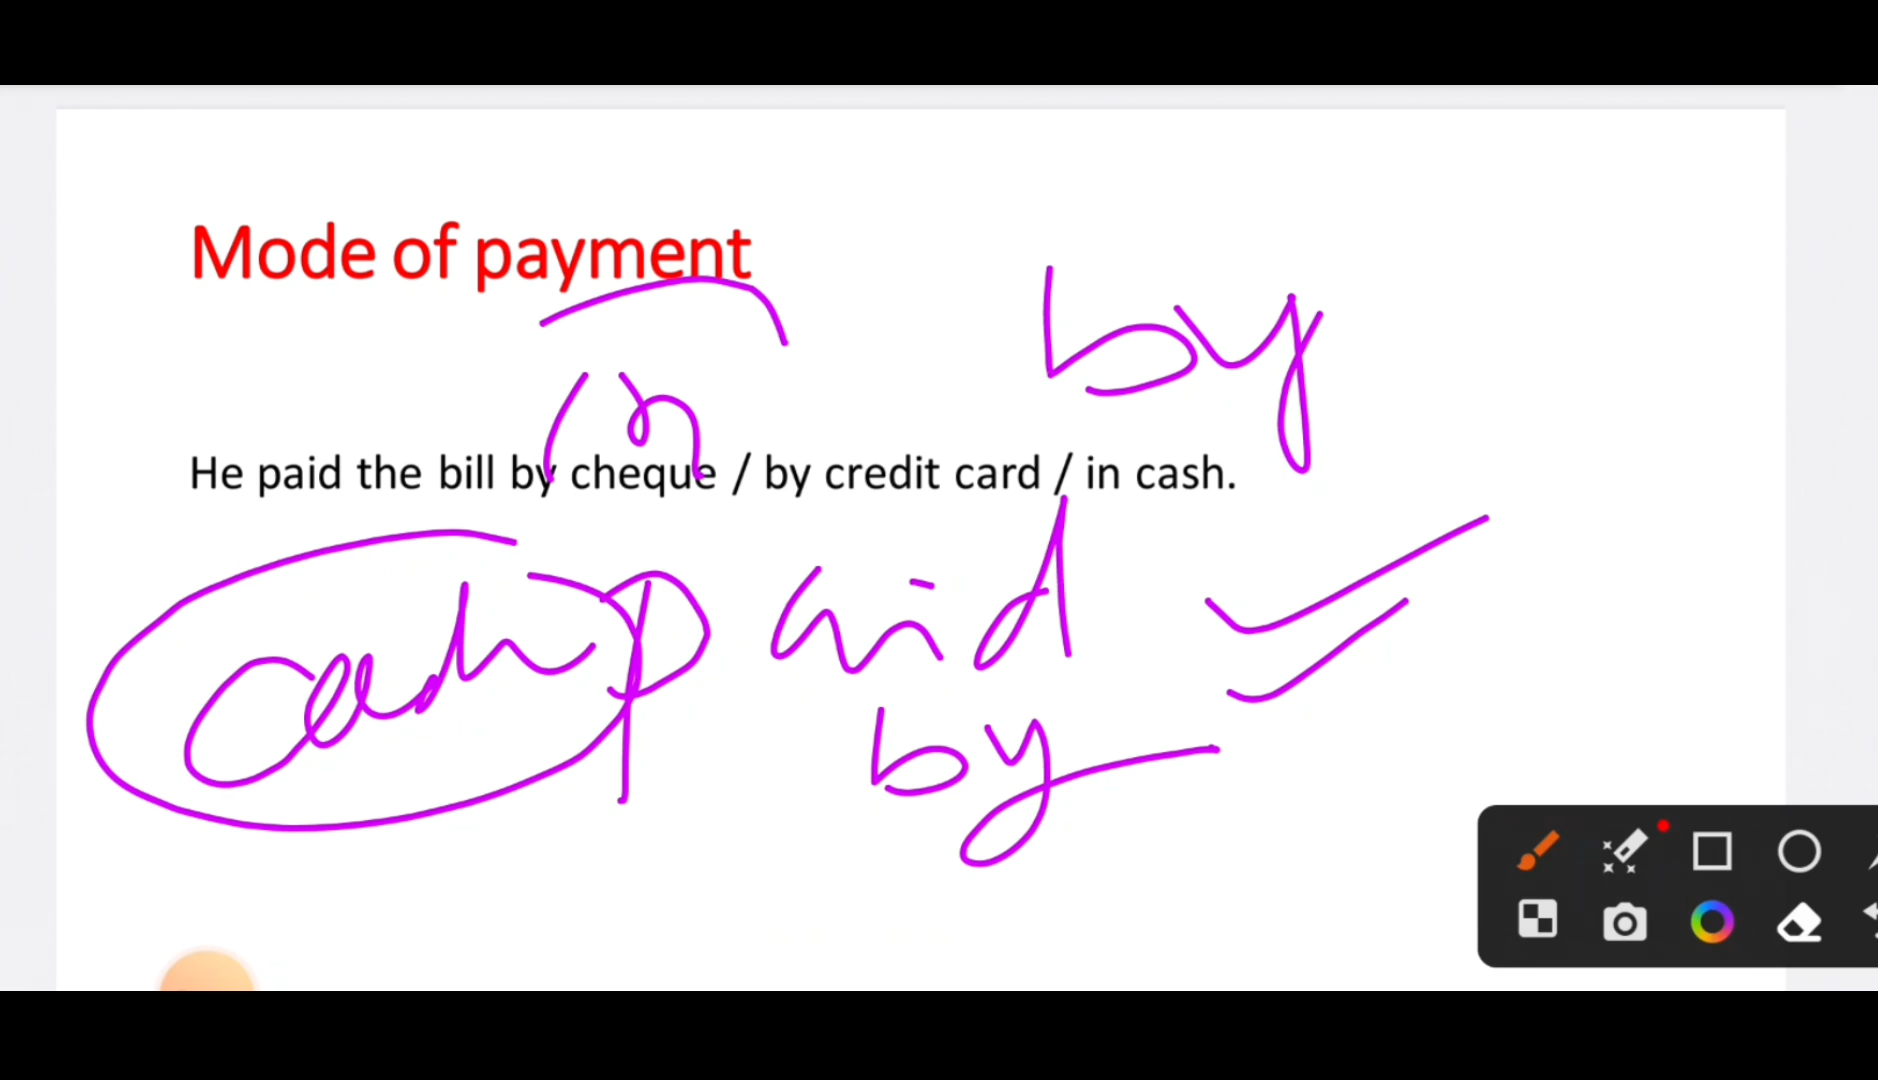 Mode of payment
by
in
He paid the bill by cheque / by credit card / in cash.
cash Paid
by